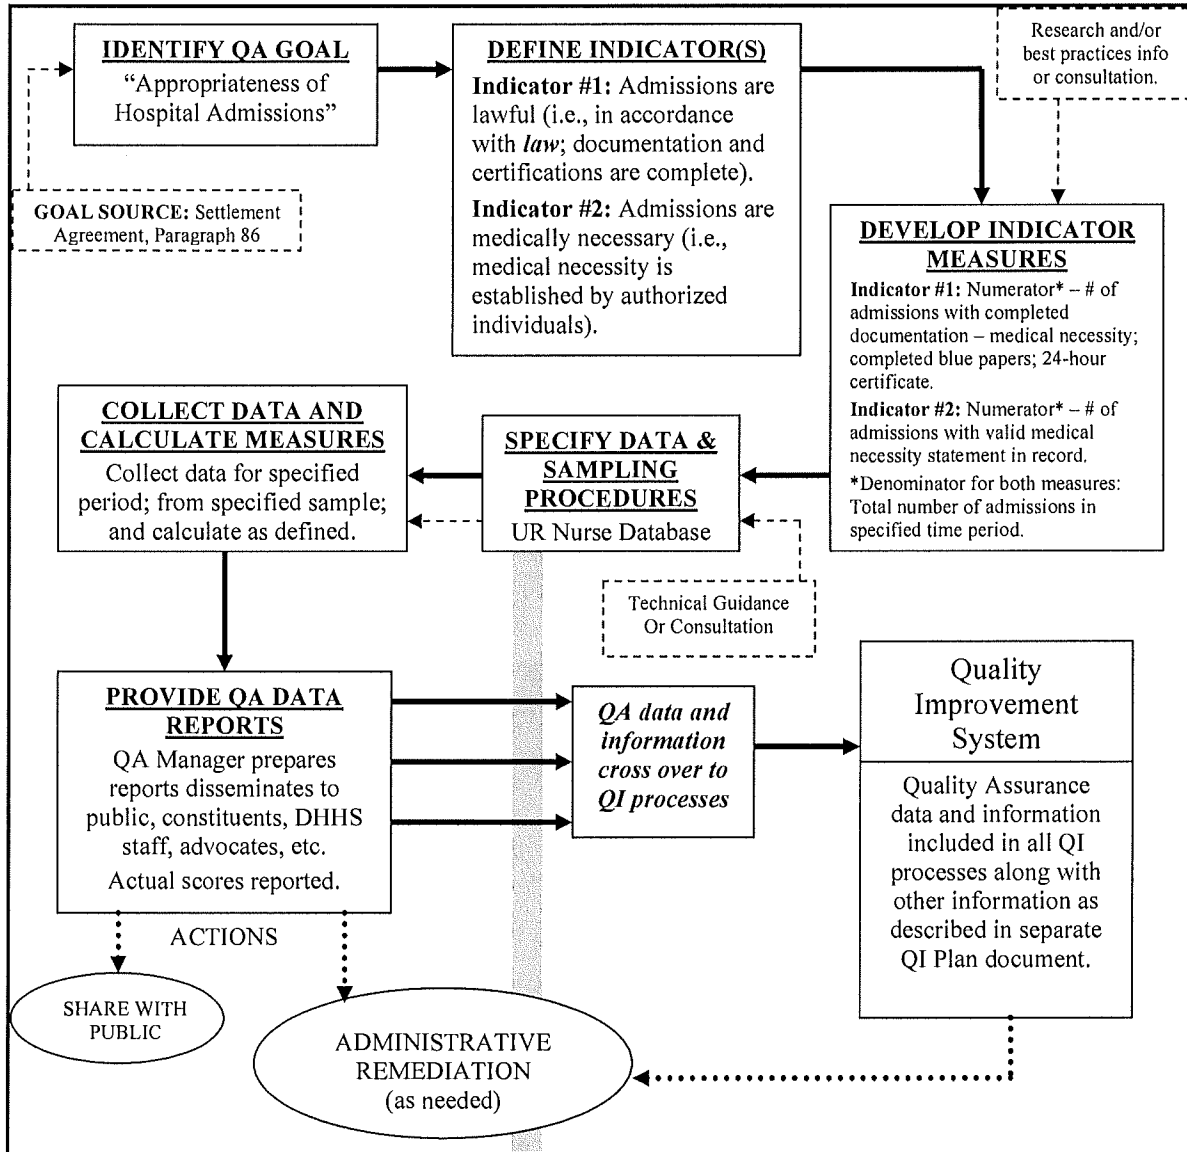 IDENTIFY QA GOAL
“Appropriateness of
Hospital Admissions”
GOAL SOURCE: Settlement
Agreement, Paragraph 86
DEFINE INDICATOR(S)
Indicator #1: Admissions are
lawful (i.e., in accordance
with law; documentation and
certifications are complete).
Indicator #2: Admissions are
medically necessary (i.e.,
medical necessity is
established by authorized
individuals).
Research and/or
best practices info
or consultation.
DEVELOP INDICATOR
MEASURES
Indicator #1: Numerator* – # of
admissions with completed
documentation – medical necessity;
completed blue papers; 24-hour
certificate.
Indicator #2: Numerator* – # of
admissions with valid medical
necessity statement in record.
*Denominator for both measures:
Total number of admissions in
specified time period.
SPECIFY DATA &
SAMPLING
PROCEDURES
UR Nurse Database
Technical Guidance
Or Consultation
COLLECT DATA AND
CALCULATE MEASURES
Collect data for specified
period; from specified sample;
and calculate as defined.
PROVIDE QA DATA
REPORTS
QA Manager prepares
reports disseminates to
public, constituents, DHHS
staff, advocates, etc.
Actual scores reported.
QA data and
information
cross over to
QI processes
Quality
Improvement
System
Quality Assurance
data and information
included in all QI
processes along with
other information as
described in separate
QI Plan document.
ACTIONS
SHARE WITH
PUBLIC
ADMINISTRATIVE
REMEDIATION
(as needed)